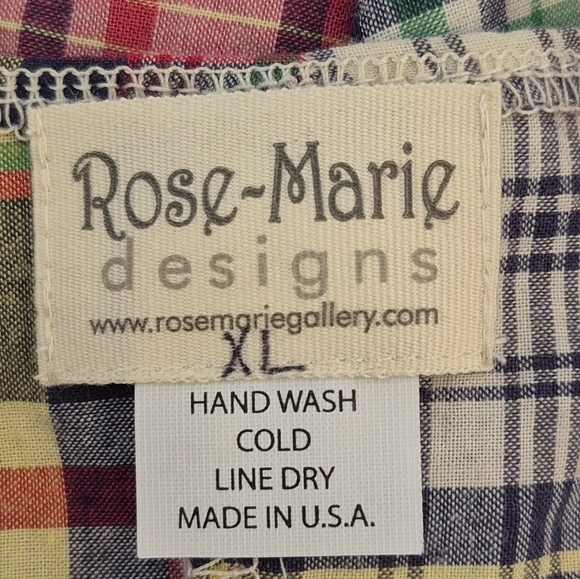 Rose-Marie
designs
www.rosemariegallery.com
XL
HAND WASH
COLD
LINE DRY
MADE IN U.S.A.